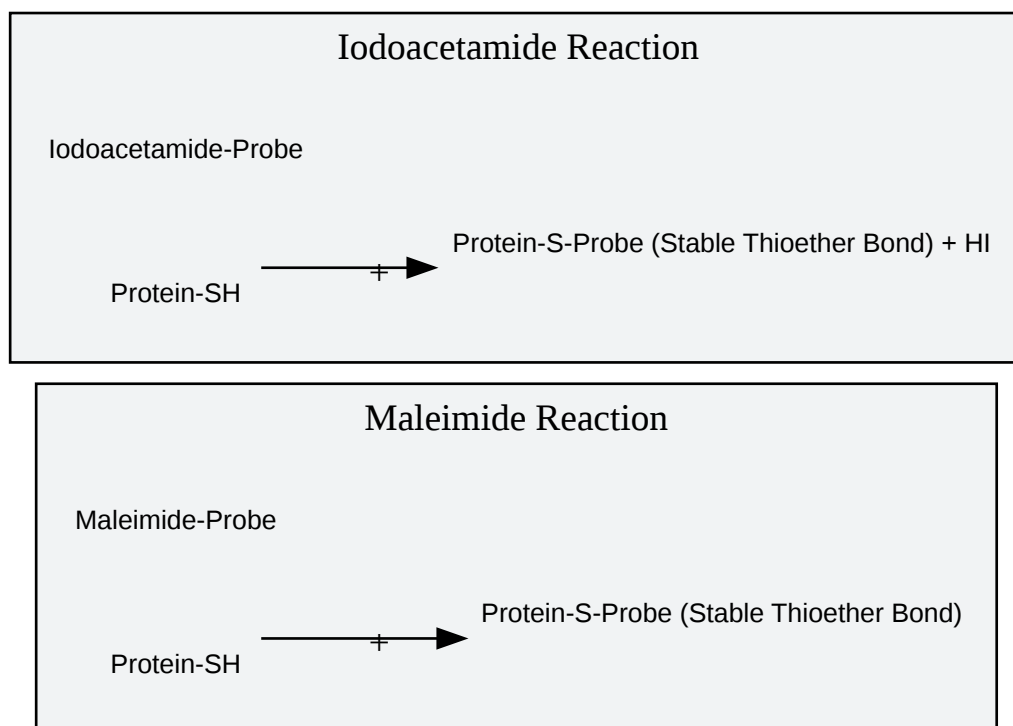 Iodoacetamide Reaction
Iodoacetamide-Probe
Protein-S-Probe (Stable Thioether Bond) + HI
+
Protein-SH
Maleimide Reaction
Maleimide-Probe
Protein-S-Probe (Stable Thioether Bond)
+
Protein-SH